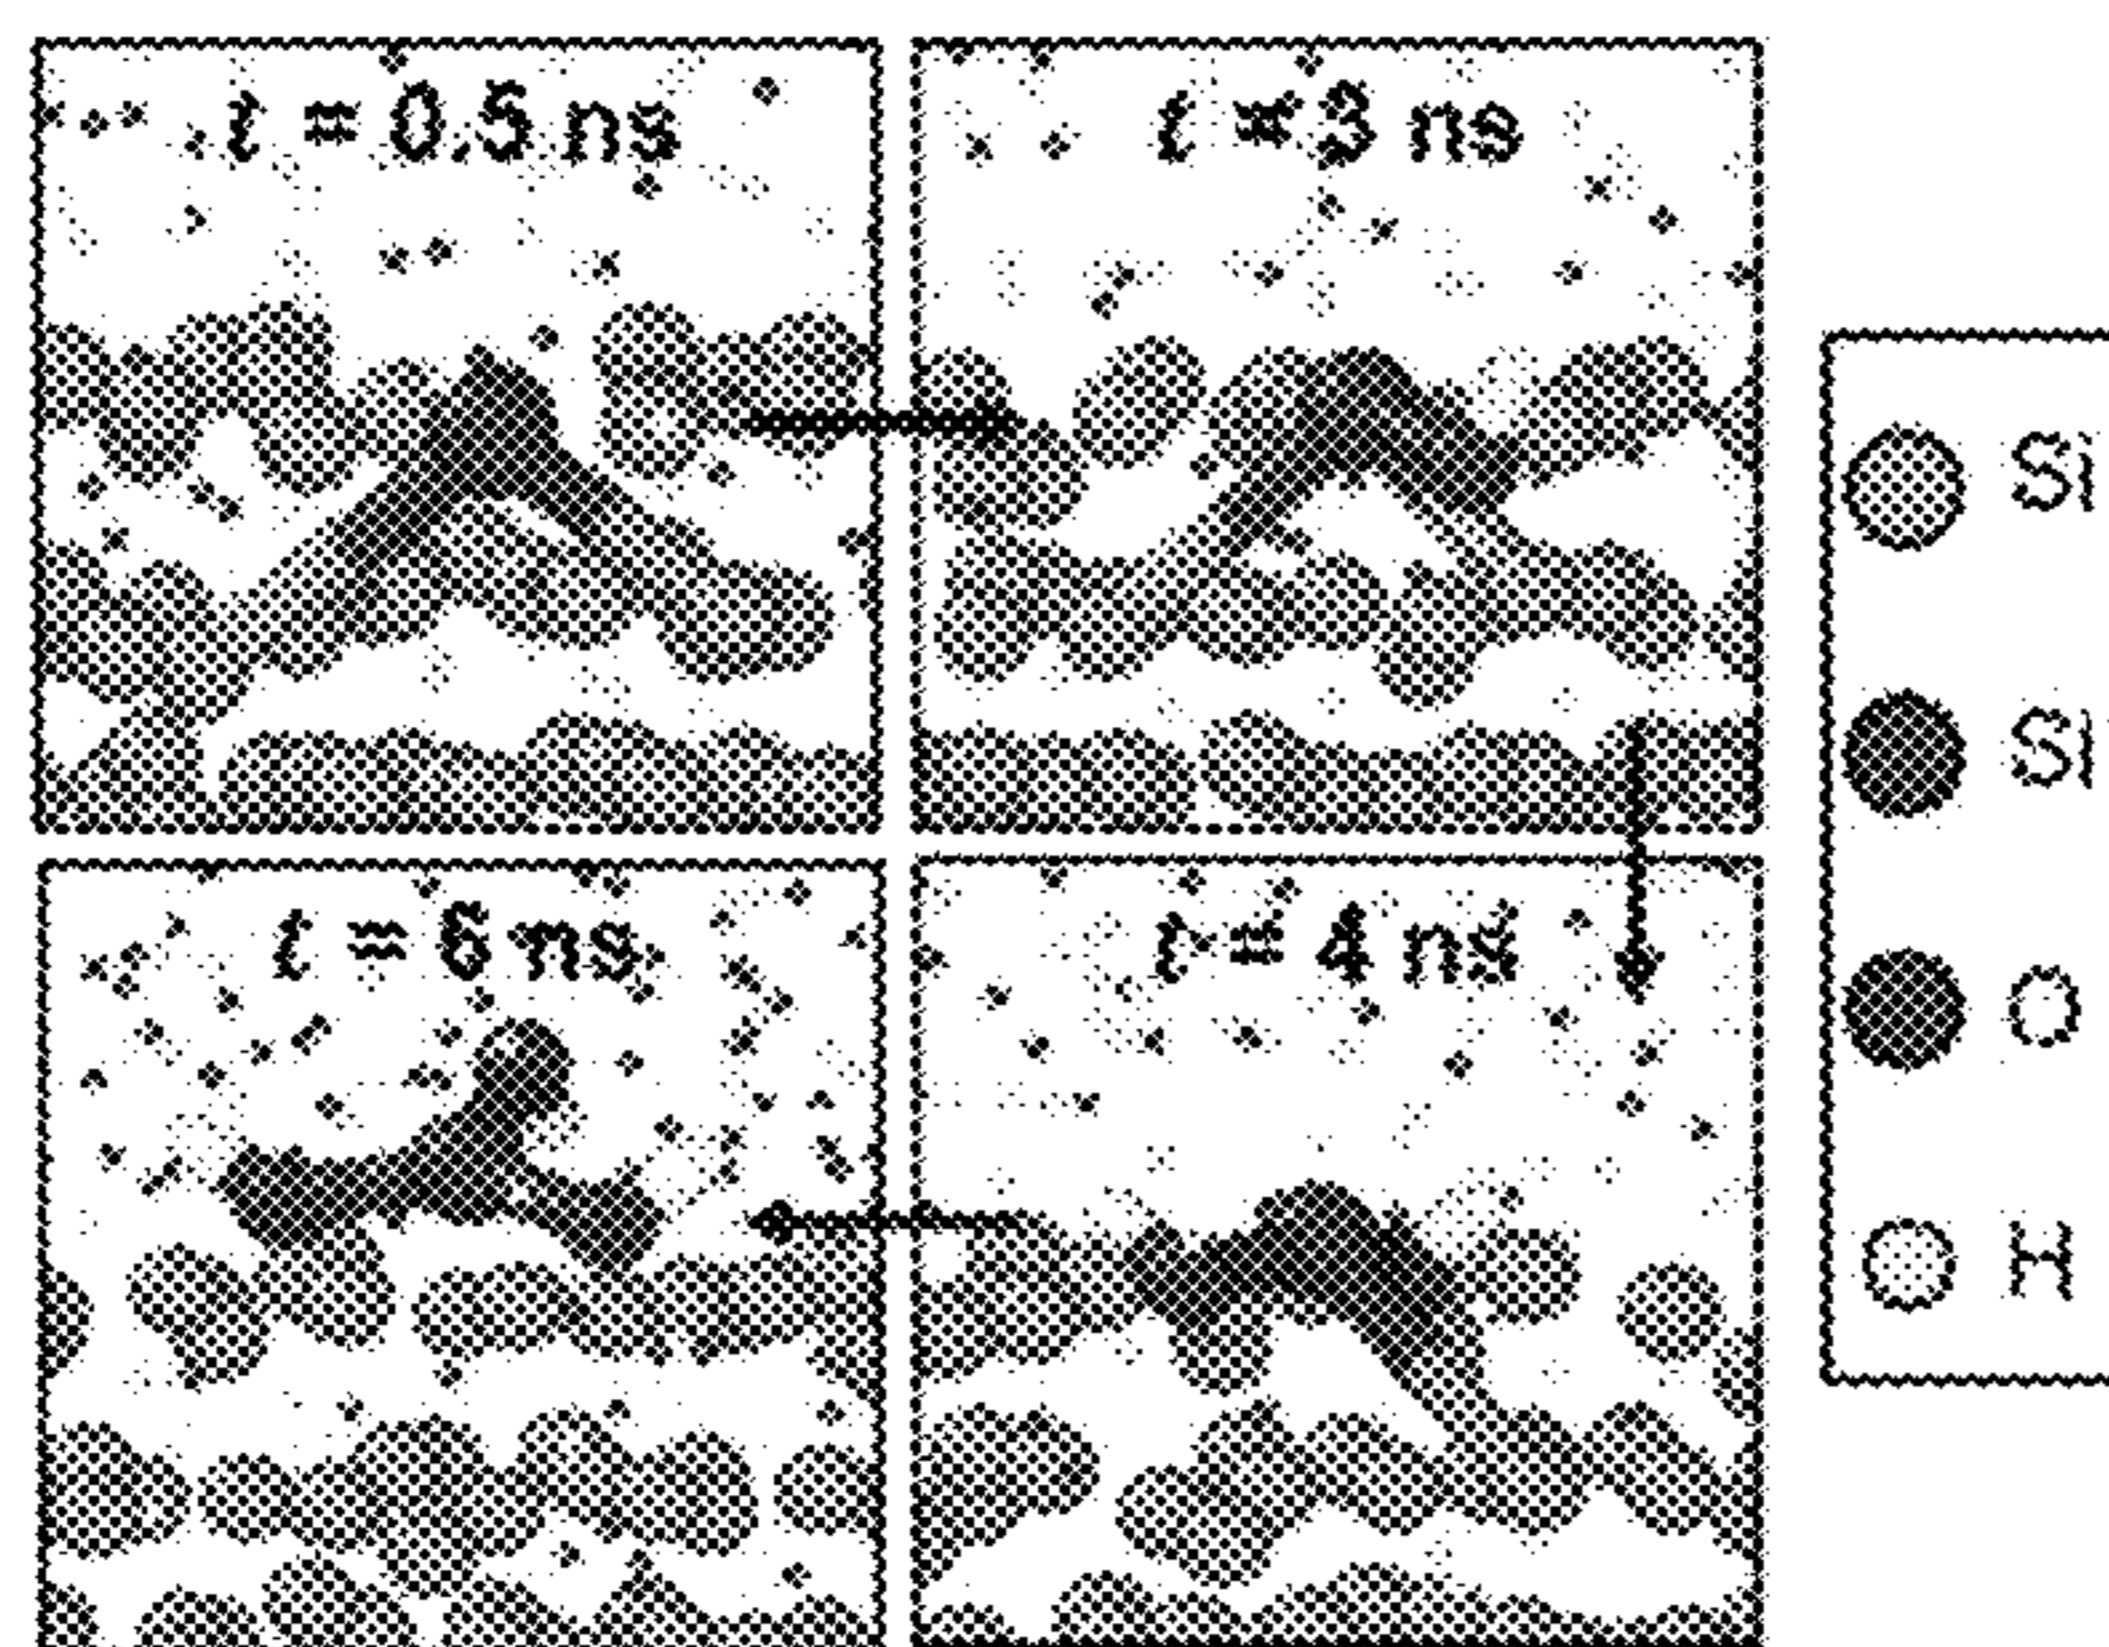 t = 0.5 ns
t = 3 ns
t = 6 ns
t = 4 ns
Si
Si
O
H